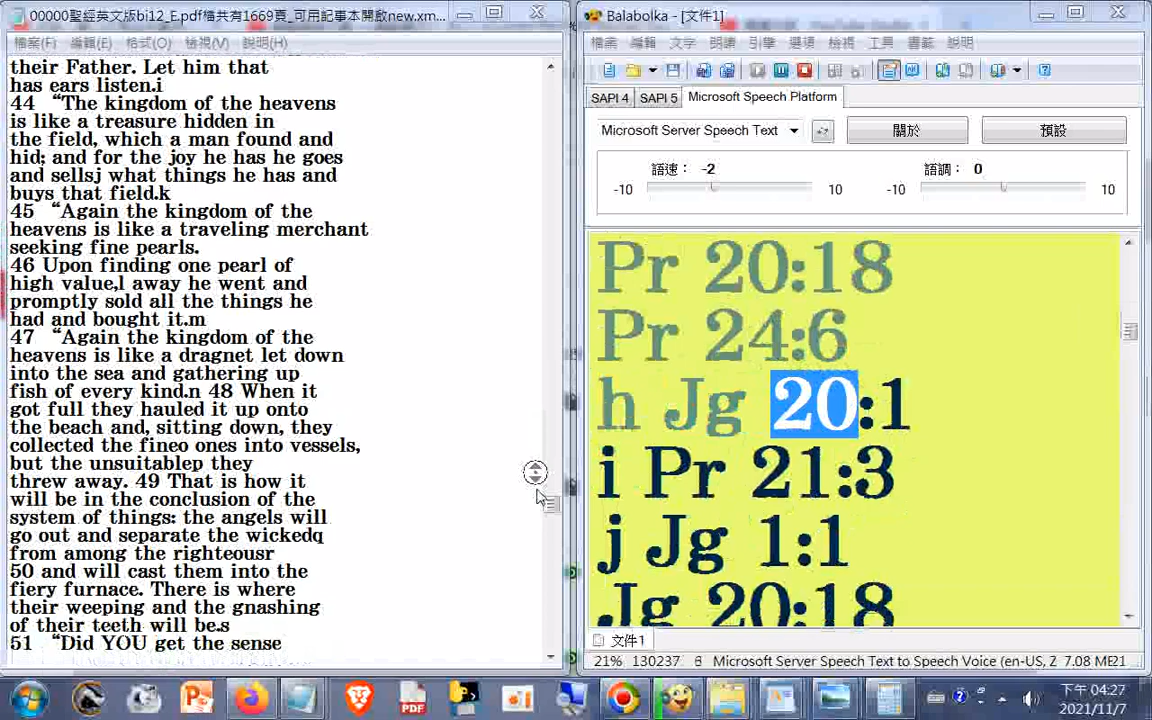 00000聖經英文版bi12_E.pdf檔共有1669頁_可用記事本開啟new.xm...
檔案(F) 編輯(E) 格式(O) 檢視(V) 說明(H)
their Father. Let him that
has ears listen.i
44 “The kingdom of the heavens
is like a treasure hidden in
the field, which a man found and
hid; and for the joy he has he goes
and sellsj what things he has and
buys that field.k
45 “Again the kingdom of the
heavens is like a traveling merchant
seeking fine pearls.
46 Upon finding one pearl of
high value,l away he went and
promptly sold all the things he
had and bought it.m
47 “Again the kingdom of the
heavens is like a dragnet let down
into the sea and gathering up
fish of every kind.n 48 When it
got full they hauled it up onto
the beach and, sitting down, they
collected the fineo ones into vessels,
but the unsuitablep they
threw away. 49 That is how it
will be in the conclusion of the
system of things: the angels will
go out and separate the wickedq
from among the righteousr
50 and will cast them into the
fiery furnace. There is where
their weeping and the gnashing
of their teeth will be.s
51 “Did YOU get the sense
Balabolka - [文件1]
檔案 編輯 文字 朗讀 引擎 選項 檢視 工具 書籤 說明
SAPI 4 SAPI 5 Microsoft Speech Platform
Microsoft Server Speech Text 關於 預設
語速： -2 語調： 0
-10 10 -10 10
Pr 20:18
Pr 24:6
h Jg 20:1
i Pr 21:3
j Jg 1:1
Jg 20:18
文件1
21% 130237 Microsoft Server Speech Text to Speech Voice (en-US, Z 7.08 ME21
PDF
下午 04:27
2021/11/7